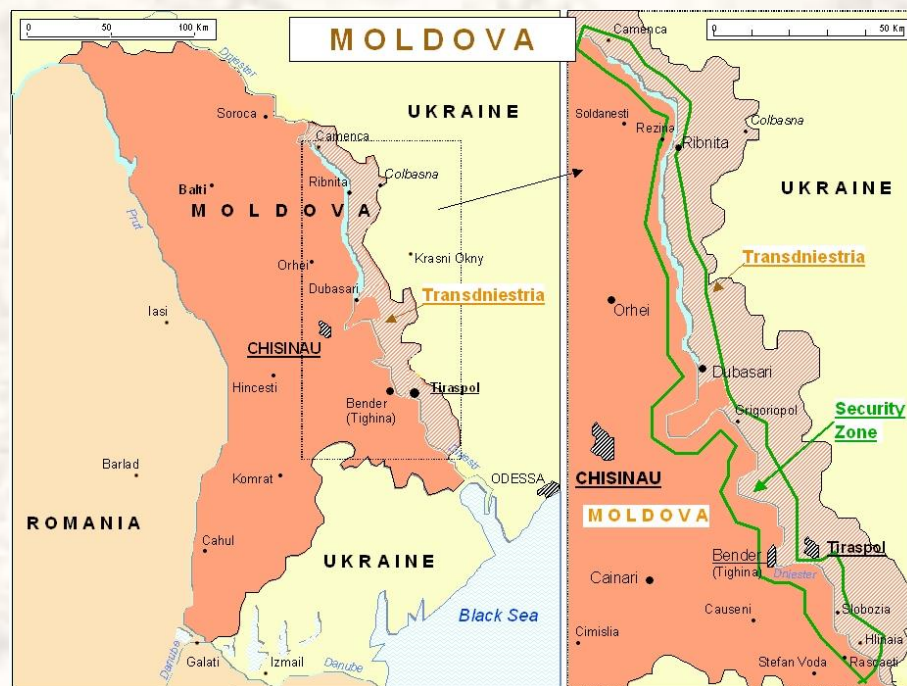 MOLDOVA
0 50 100 Km
Dniester
Soroca
UKRAINE
Camenca
Ribnita
Colbasna
Balti
MOLDOVA
Prut
Krasni Okny
Orhei
Dubasari
Transdniestria
Iasi
CHISINAU
Hincesti
Bender
(Tighina)
Tiraspol
Dniestr
Barlad
Komrat
ODESSA
ROMANIA
Cahul
UKRAINE
Black Sea
Danube
Galati
Izmail
Danube
0 50 Km
Camenca
Soldanesti
Rezina
Colbasna
Ribnita
UKRAINE
Transdniestria
Orhei
Dubasari
Grigoriopol
Security
Zone
CHISINAU
MOLDOVA
Bender
(Tighina)
Tiraspol
Dniester
Cainari
Causeni
Slobozia
Cimislia
Hlinaia
Stefan Voda
Rascaeti